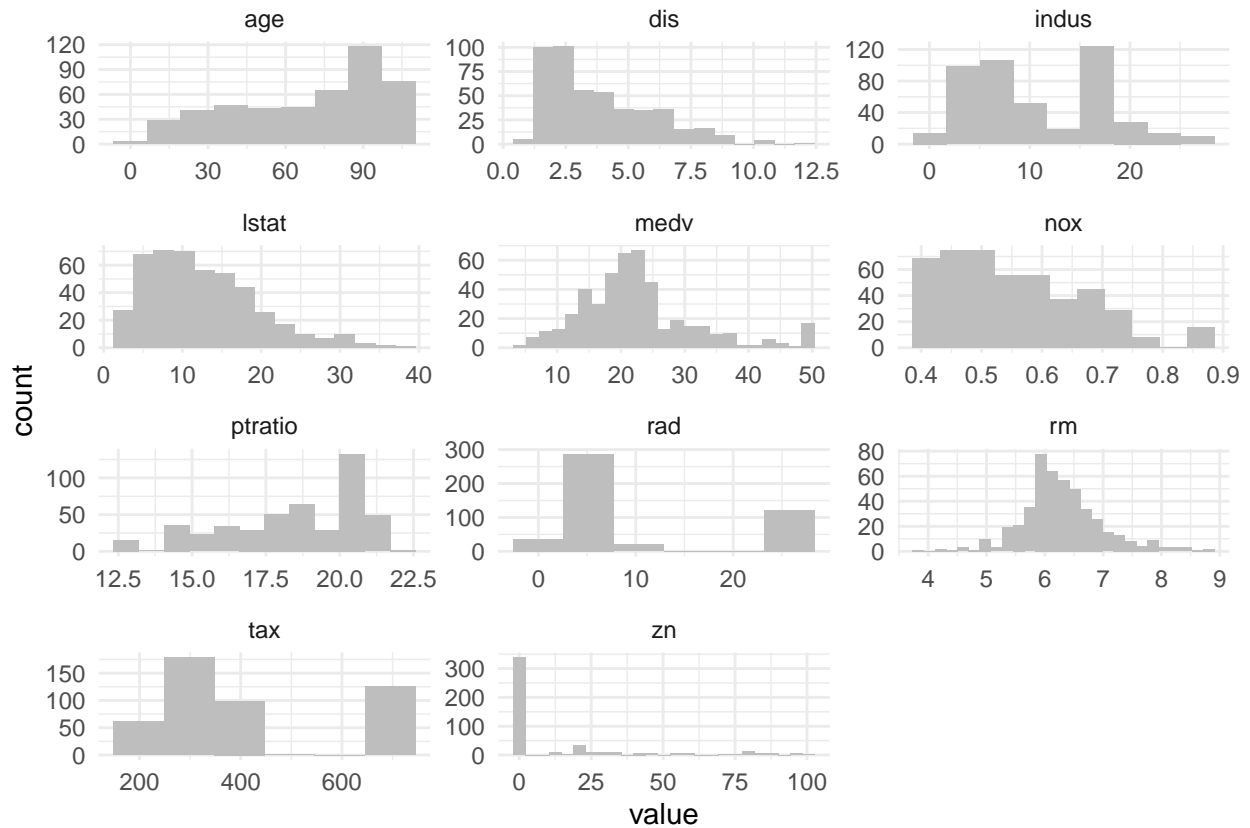 age dis indus
120 100 120
90 75 80
60 50 40
30 25 0
0 0
0 30 60 90 0.0 2.5 5.0 7.5 10.0 12.5 0 10 20
lstat medv nox
60 60 60
40 40 40
20 20 20
0 0 0
0 10 20 30 40 10 20 30 40 50 0.4 0.5 0.6 0.7 0.8 0.9
count
ptratio rad rm
100 300 80
50 200 60
0 100 40
0 20
0
12.5 15.0 17.5 20.0 22.5 0 10 20 4 5 6 7 8 9
tax zn
150 300
100 200
50 100
0 0
200 400 600 0 25 50 75 100
value